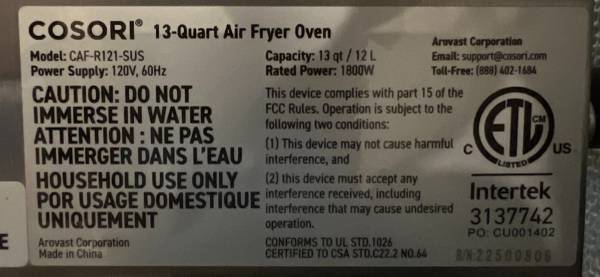 COSORI® 13-Quart Air Fryer Oven
Model: CAF-R121-SUS
Power Supply: 120V, 60Hz
Capacity: 13 qt / 12 L
Rated Power: 1800W
Arovast Corporation
Email: support@cosori.com
Toll-Free: (888) 402-1684
CAUTION: DO NOT
IMMERSE IN WATER
ATTENTION : NE PAS
IMMERGER DANS L'EAU
HOUSEHOLD USE ONLY
POR USAGE DOMESTIQUE
UNIQUEMENT
Arovast Corporation
Made in China
This device complies with part 15 of the
FCC Rules. Operation is subject to the
following two conditions:
(1) This device may not cause harmful
interference, and
(2) this device must accept any
interference received, including
interference that may cause undesired
operation.
CONFORMS TO UL STD.1026
CERTIFIED TO CSA STD.C22.2 NO.64
C ETL CM US
LISTED
Intertek
3137742
PO: CU001402
B/N:22500806
E